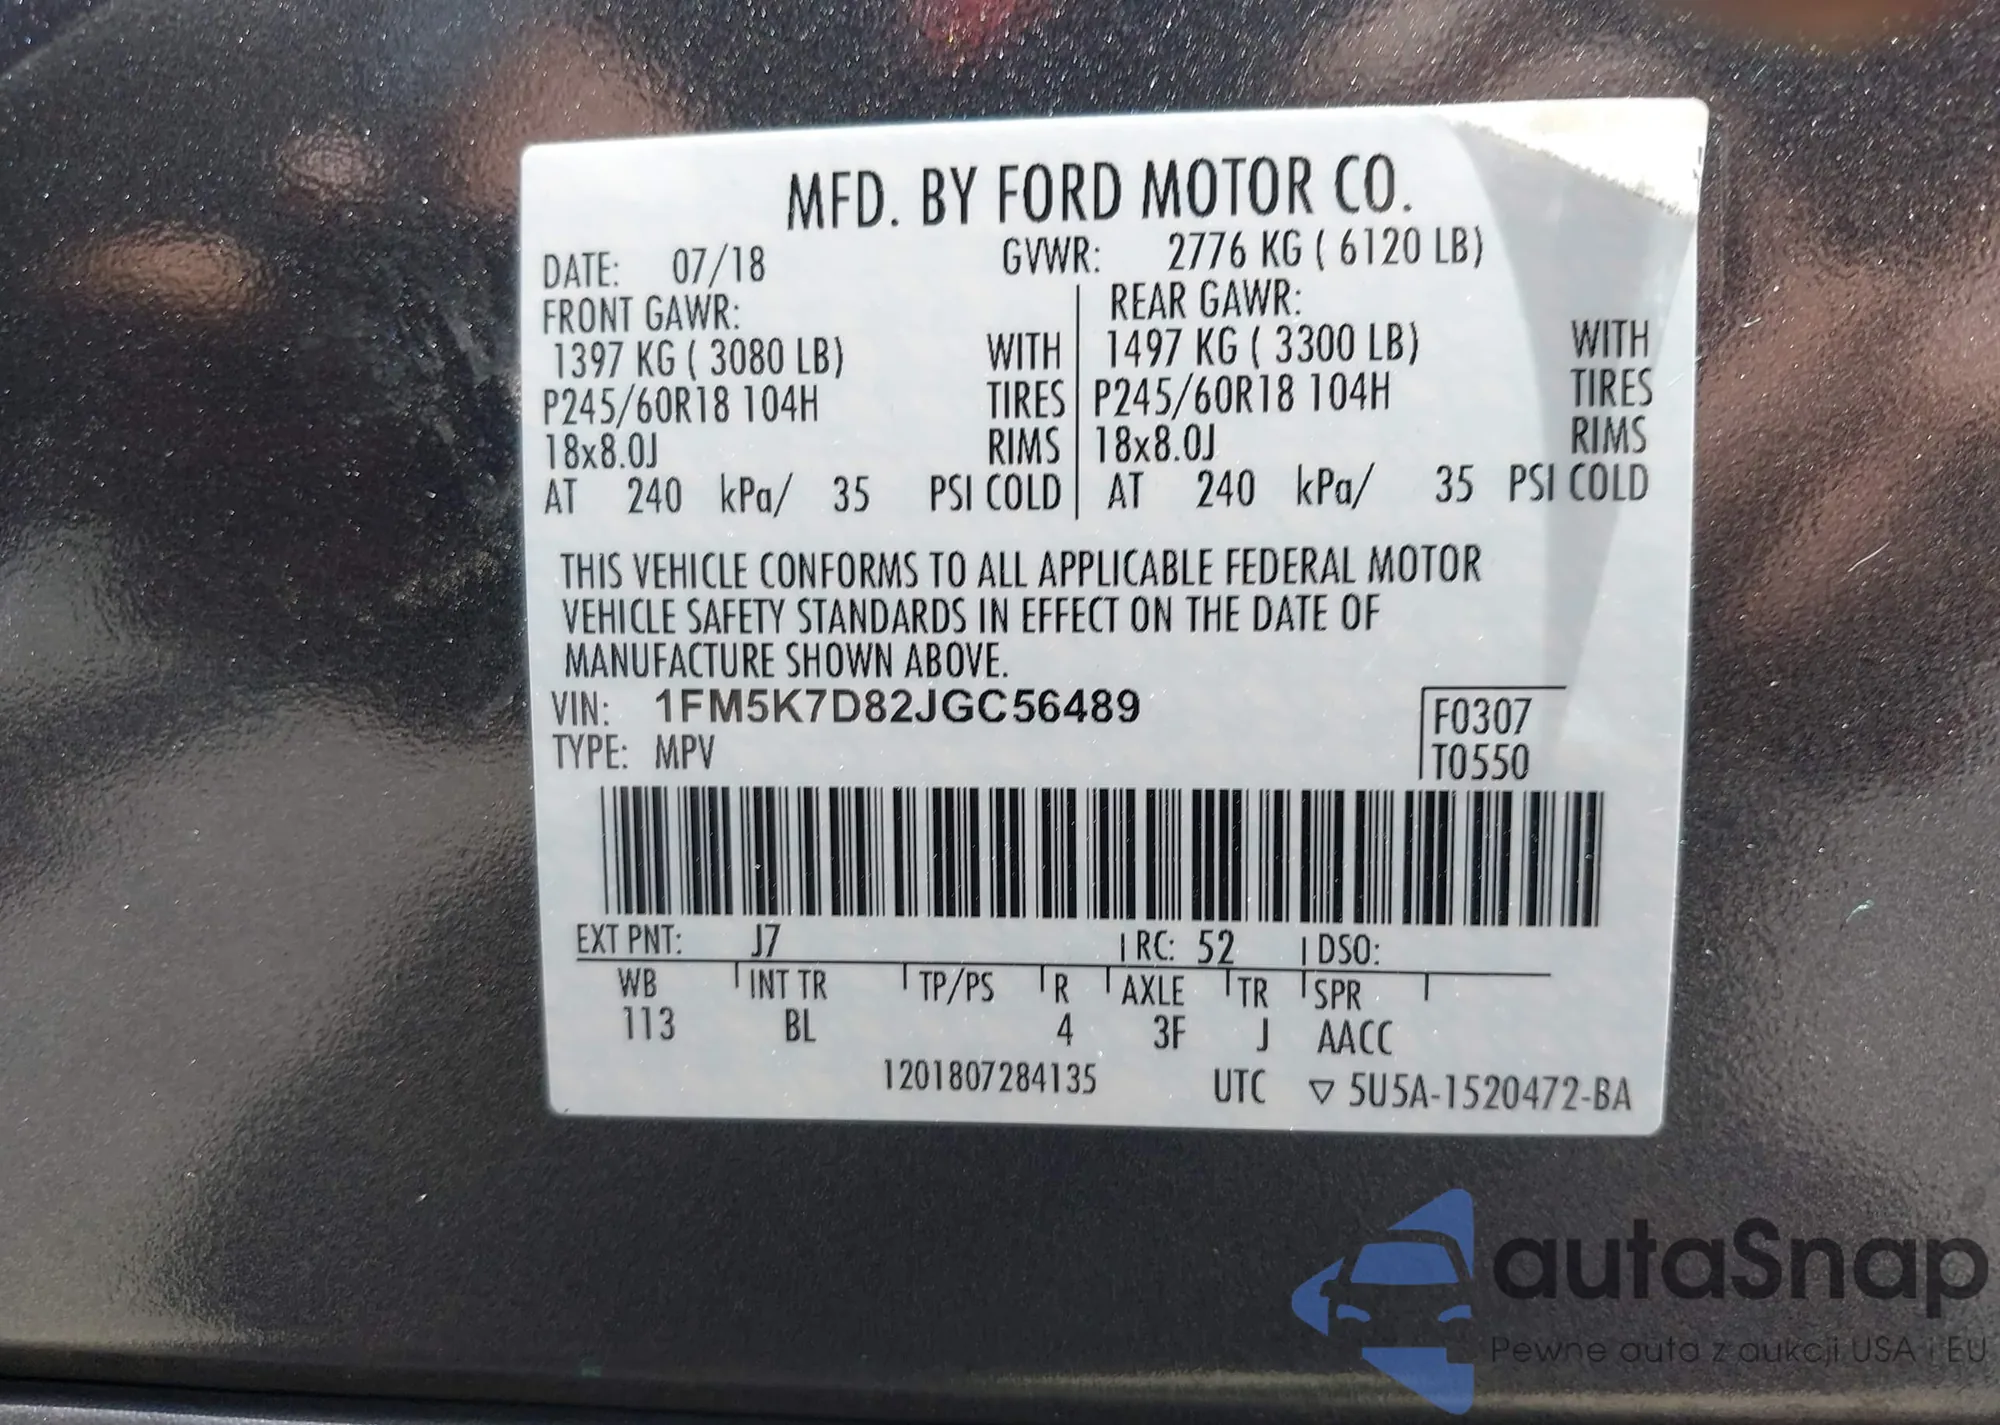 MFD. BY FORD MOTOR CO.
DATE: 07/18 GVWR: 2776 KG ( 6120 LB)
FRONT GAWR: REAR GAWR:
1397 KG ( 3080 LB) WITH 1497 KG ( 3300 LB) WITH
P245/60R18 104H TIRES P245/60R18 104H TIRES
18x8.0J RIMS 18x8.0J RIMS
AT 240 kPa/ 35 PSI COLD AT 240 kPa/ 35 PSI COLD
THIS VEHICLE CONFORMS TO ALL APPLICABLE FEDERAL MOTOR
VEHICLE SAFETY STANDARDS IN EFFECT ON THE DATE OF
MANUFACTURE SHOWN ABOVE.
VIN: 1FM5K7D82JGC56489 F0307
TYPE: MPV T0550
EXT PNT: J7 RC: 52 DSO:
WB INT TR TP/PS R AXLE TR SPR
113 BL 4 3F J AACC
1201807284135 UTC ▽ 5U5A-1520472-BA
autaSnap
Pewne auta z aukcji USA i EU